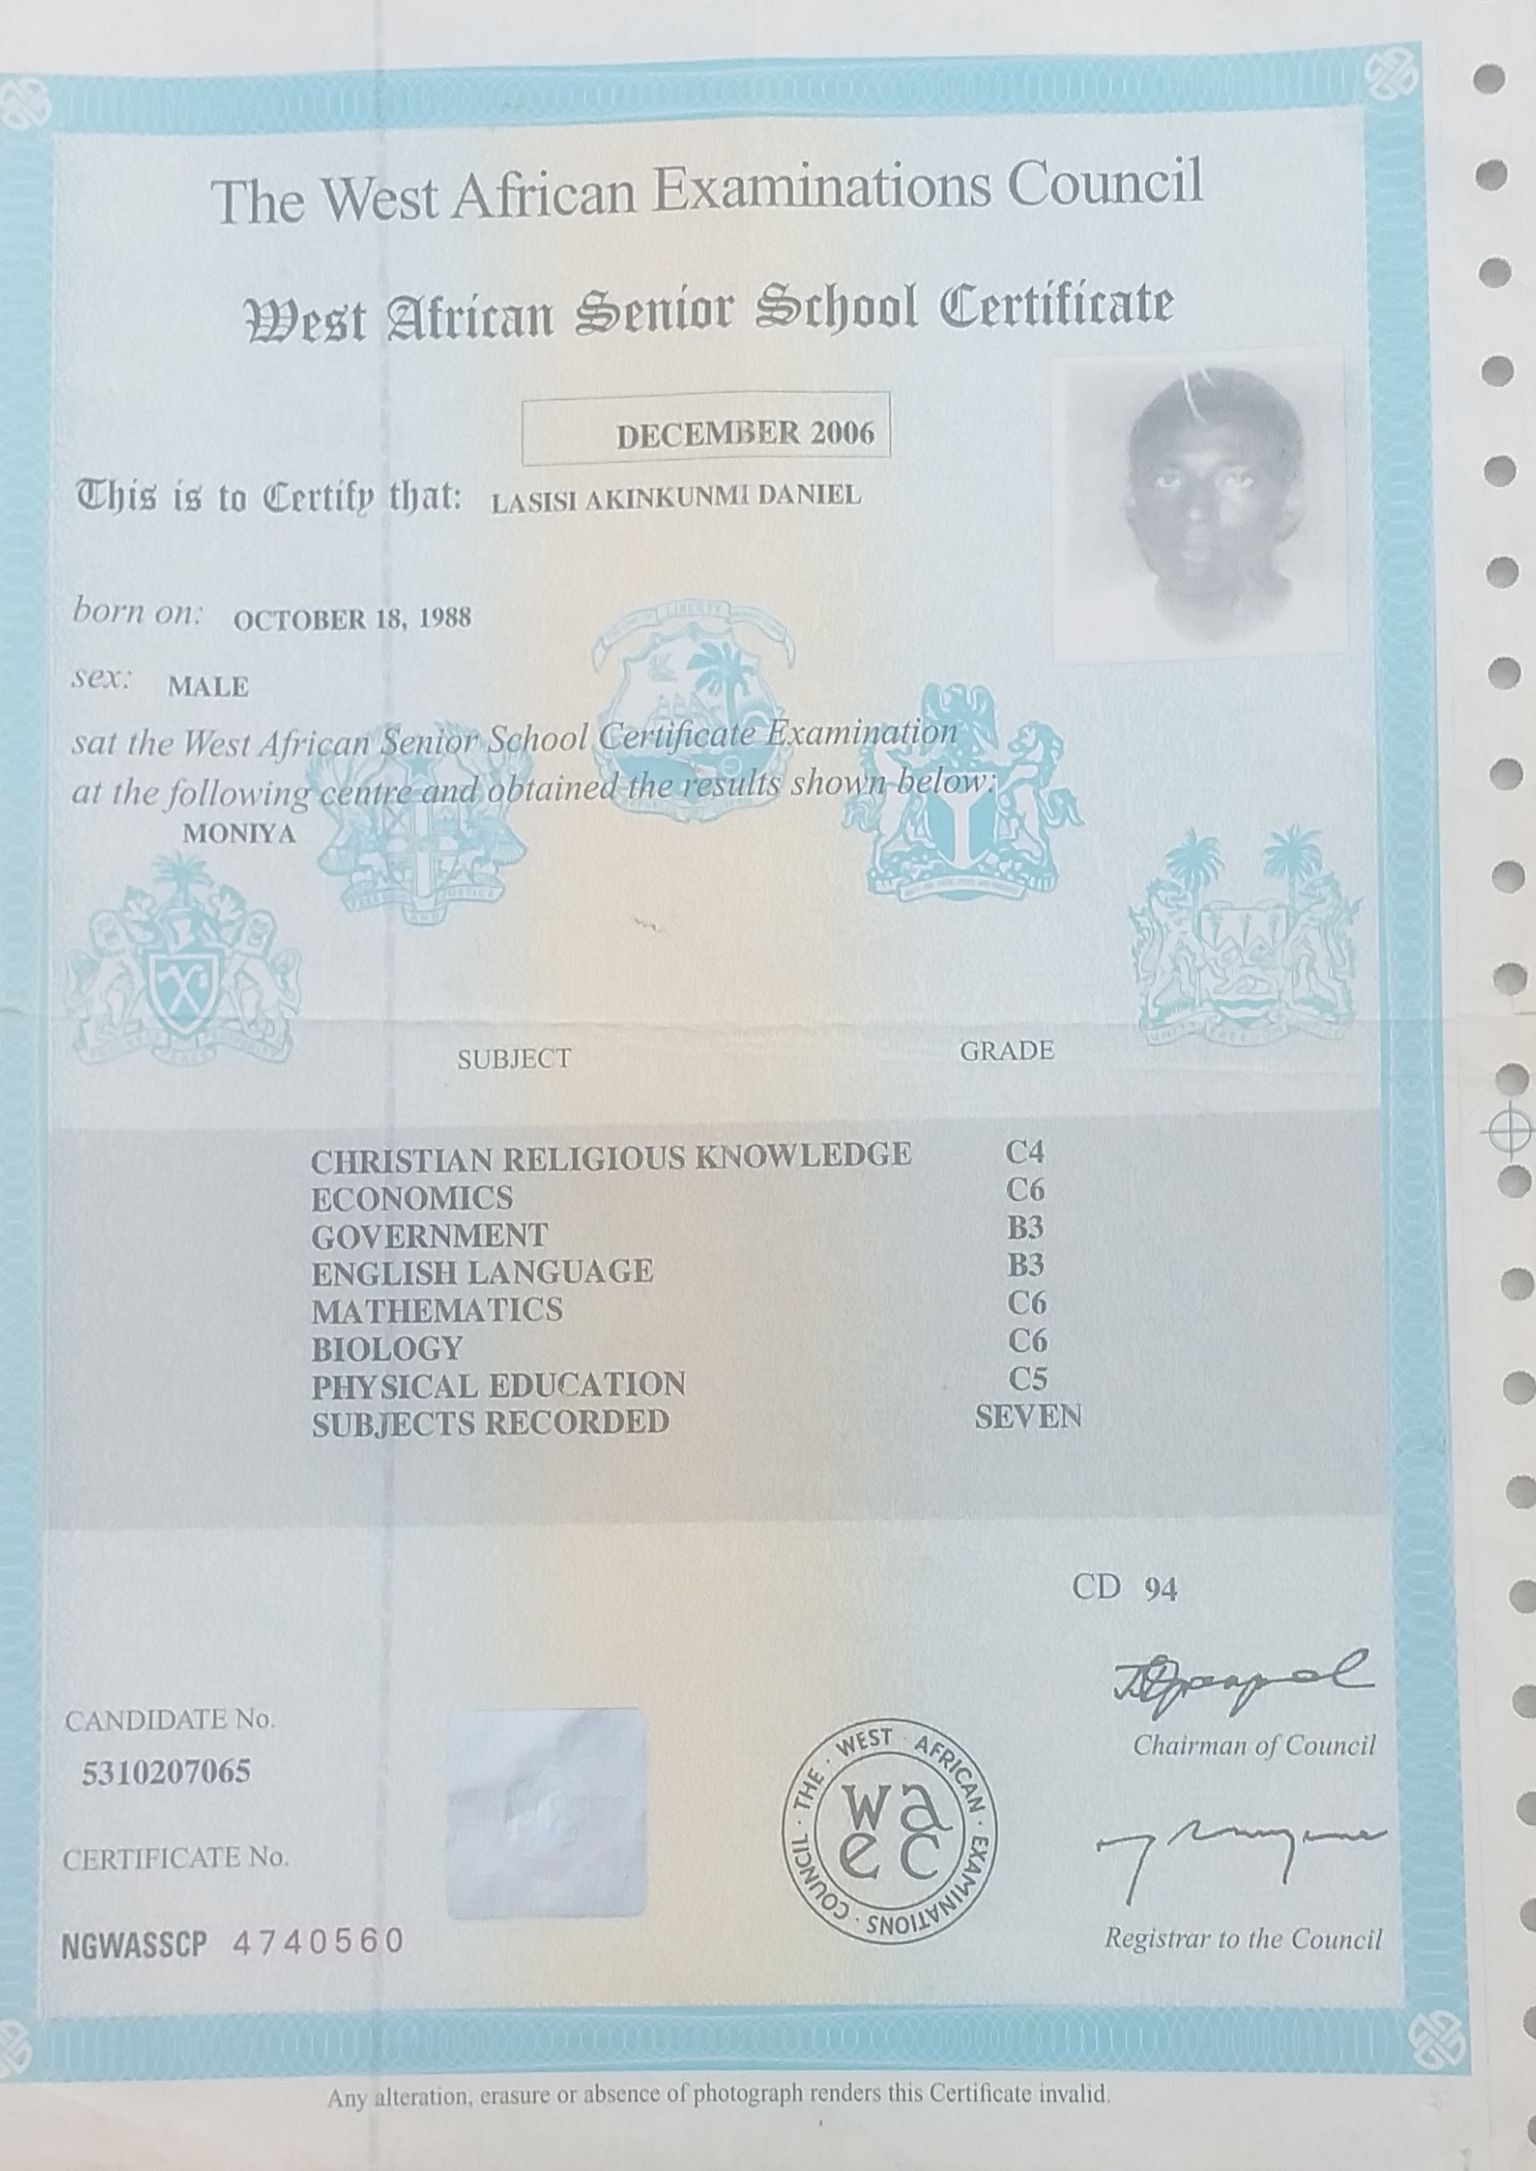 The West African Examinations Council
West African Senior School Certificate
DECEMBER 2006
This is to Certify that: LASISI AKINKUNMI DANIEL
born on: OCTOBER 18, 1988
sex: MALE
sat the West African Senior School Certificate Examination
at the following centre and obtained the results shown below:
MONIYA
LIBERTY
SUBJECT GRADE
CHRISTIAN RELIGIOUS KNOWLEDGE C4
ECONOMICS C6
GOVERNMENT B3
ENGLISH LANGUAGE B3
MATHEMATICS C6
BIOLOGY C6
PHYSICAL EDUCATION C5
SUBJECTS RECORDED SEVEN
CD 94
Chairman of Council
CANDIDATE No.
5310207065
CERTIFICATE No.
NGWASSCP 4740560
THE · WEST · AFRICAN · EXAMINATIONS · COUNCIL ·
wa
ec
Registrar to the Council
Any alteration, erasure or absence of photograph renders this Certificate invalid.